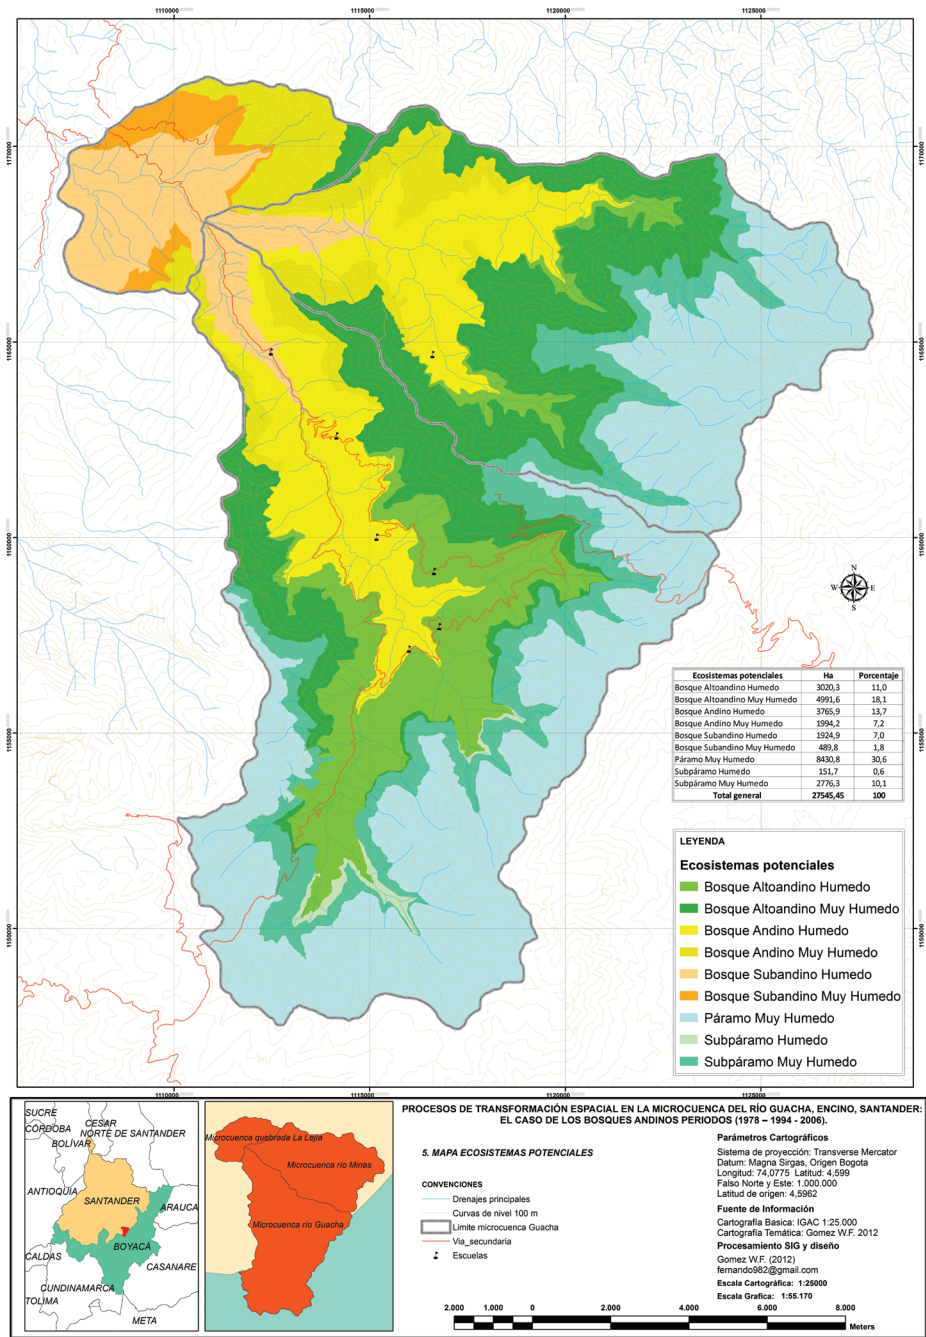 1110000
1115000
1120000
1125000
1170000
1170000
1165000
1165000
1160000
1160000
N
W
E
S
Ecosistemas potenciales Ha Porcentaje
Bosque Altoandino Humedo 3020,3 11,0
Bosque Altoandino Muy Humedo 4991,6 18,1
Bosque Andino Humedo 3765,9 13,7
Bosque Andino Muy Humedo 1994,2 7,2
Bosque Subandino Humedo 1924,9 7,0
Bosque Subandino Muy Humedo 489,8 1,8
Páramo Muy Humedo 8430,8 30,6
Subpáramo Humedo 151,7 0,6
Subpáramo Muy Humedo 2776,3 10,1
Total general 27545,45 100
1155000
1155000
LEYENDA
Ecosistemas potenciales
Bosque Altoandino Humedo
Bosque Altoandino Muy Humedo
Bosque Andino Humedo
Bosque Andino Muy Humedo
Bosque Subandino Humedo
Bosque Subandino Muy Humedo
Páramo Muy Humedo
Subpáramo Humedo
Subpáramo Muy Humedo
1150000
1150000
1110000
1115000
1120000
1125000
SUCRE
CORDOBA
CESAR
NORTE DE SANTANDER
BOLÍVAR
ANTIOQUIA
SANTANDER
ARAUCA
BOYACÁ
CALDAS
CASANARE
CUNDINAMARCA
TOLIMA
META
Microcuenca quebrada La Lejia
Microcuenca río Minas
Microcuenca río Guacha
PROCESOS DE TRANSFORMACIÓN ESPACIAL EN LA MICROCUENCA DEL RÍO GUACHA, ENCINO, SANTANDER:
EL CASO DE LOS BOSQUES ANDINOS PERIODOS (1978 – 1994 - 2006).
5. MAPA ECOSISTEMAS POTENCIALES
CONVENCIONES
Drenajes principales
Curvas de nivel 100 m
Limite microcuenca Guacha
Via_secundaria
Escuelas
Parámetros Cartográficos
Sistema de proyección: Transverse Mercator
Datum: Magna Sirgas, Origen Bogota
Longitud: 74,0775 Latitud: 4,599
Falso Norte y Este: 1.000.000
Latitud de origen: 4,5962
Fuente de Información
Cartografía Basica: IGAC 1:25.000
Cartografía Temática: Gomez W.F. 2012
Procesamiento SIG y diseño
Gomez W.F. (2012)
fernando982@gmail.com
Escala Cartográfica: 1:25000
Escala Grafica: 1:55.170
2.000 1.000 0 2.000 4.000 6.000 8.000
Meters